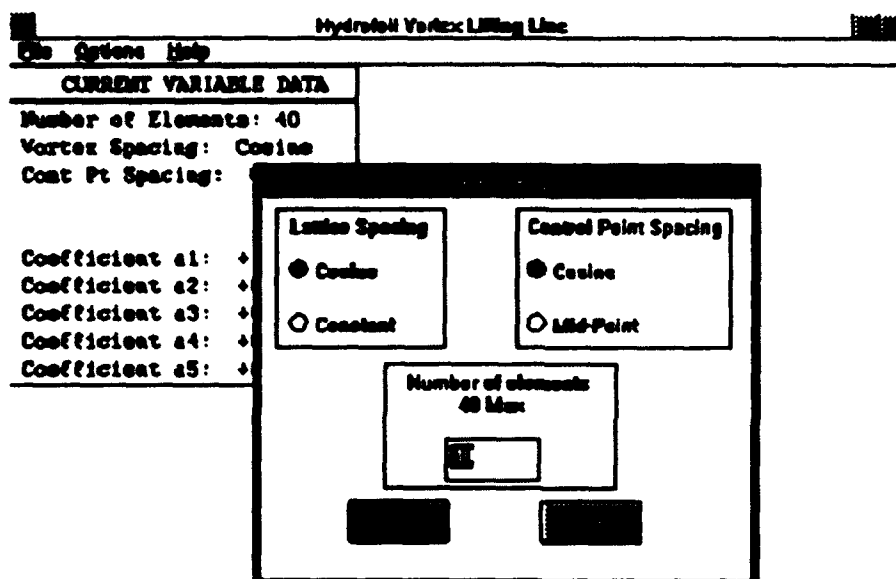 Hydrofoil Vortex Lifting Line
File Options Help
CURRENT VARIABLE DATA
Number of Elements: 40
Vortex Spacing: Cosine
Cont Pt Spacing:
Coefficient a1: +
Coefficient a2: +
Coefficient a3: +
Coefficient a4: +
Coefficient a5: +
Lattice Spacing
Cosine
Constant
Control Point Spacing
Cosine
Mid-Point
Number of elements
40 Max